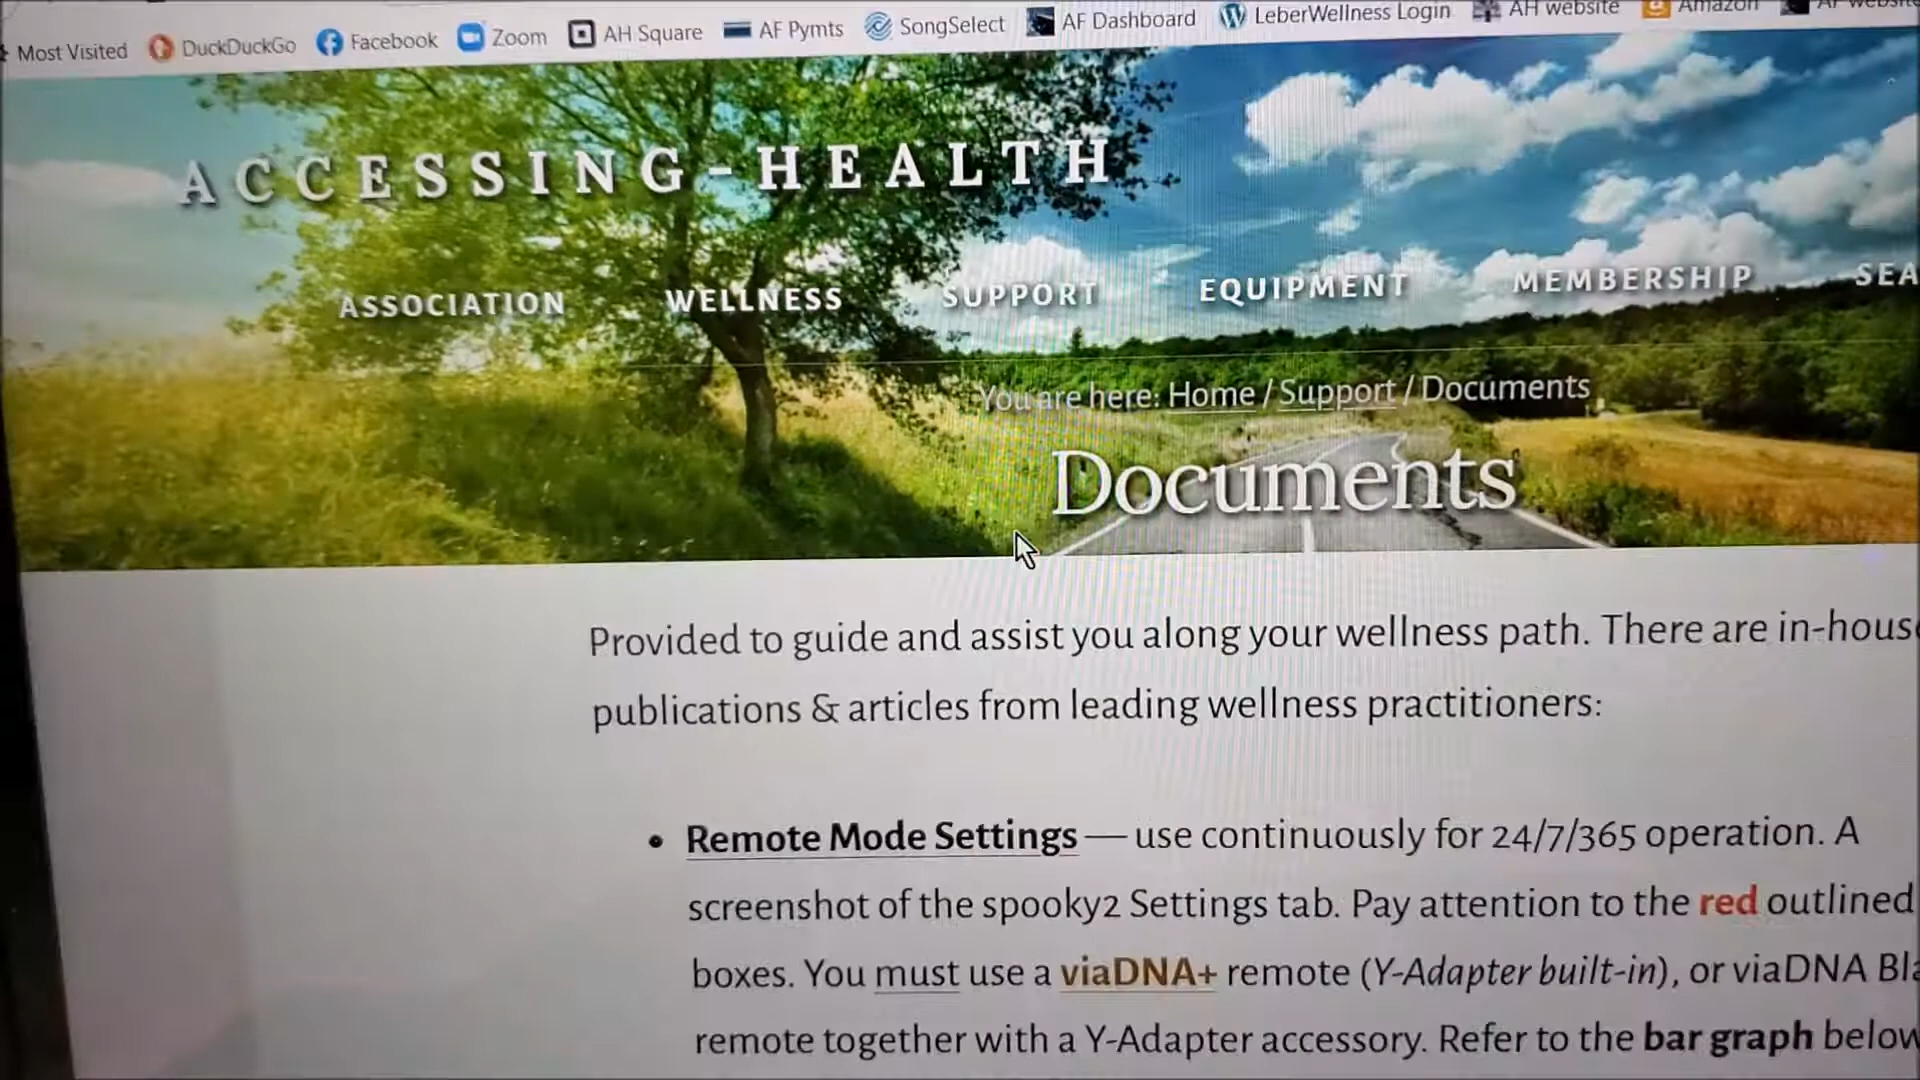 Most Visited DuckDuckGo Facebook Zoom AH Square AF Pymts SongSelect AF Dashboard LeberWellness Login AH website Amazon
ACCESSING-HEALTH
ASSOCIATION WELLNESS SUPPORT EQUIPMENT MEMBERSHIP SEA
You are here: Home / Support / Documents
Documents
Provided to guide and assist you along your wellness path. There are in-hous
publications & articles from leading wellness practitioners:
• Remote Mode Settings — use continuously for 24/7/365 operation. A
screenshot of the spooky2 Settings tab. Pay attention to the red outlined
boxes. You must use a viaDNA+ remote (Y-Adapter built-in), or viaDNA Bla
remote together with a Y-Adapter accessory. Refer to the bar graph below